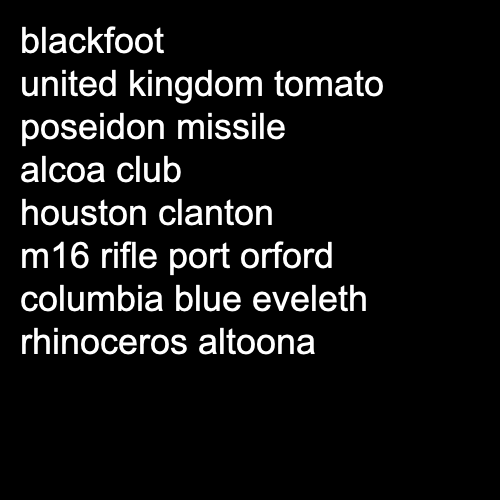 blackfoot
united kingdom tomato
poseidon missile
alcoa club
houston clanton
m16 rifle port orford
columbia blue eveleth
rhinoceros altoona